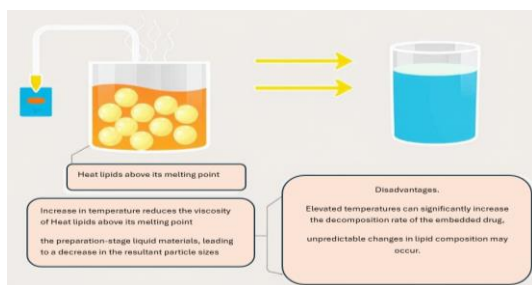 Heat lipids above its melting point
Increase in temperature reduces the viscosity
of Heat lipids above its melting point
the preparation-stage liquid materials, leading
to a decrease in the resultant particle sizes
Disadvantages.
Elevated temperatures can significantly increase
the decomposition rate of the embedded drug,
unpredictable changes in lipid composition may
occur.